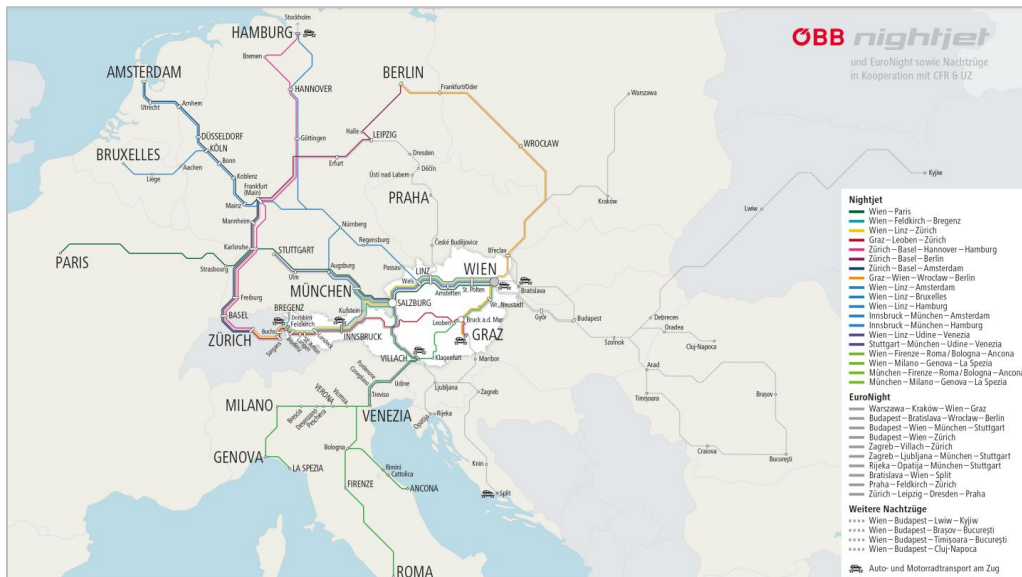 ÖBB nightjet
und EuroNight sowie Nachtzüge
in Kooperation mit CFR & UZ
Stockholm
HAMBURG
Bremen
AMSTERDAM
Utrecht
Arnhem
HANNOVER
BERLIN
Frankfurt/Oder
Warszawa
DÜSSELDORF
KÖLN
Göttingen
Halle
LEIPZIG
WROCŁAW
BRUXELLES
Liège
Aachen
Bonn
Erfurt
Dresden
Děčín
Ústí nad Labem
Koblenz
Frankfurt
(Main)
Mainz
PRAHA
Kraków
Kyjiw
Lwiw
Mannheim
Nürnberg
Regensburg
České Budějovice
Břeclav
Karlsruhe
STUTTGART
Augsburg
Passau
PARIS
Strasbourg
Ulm
MÜNCHEN
Wels
LINZ
Amstetten
St. Pölten
WIEN
Bratislava
Freiburg
BASEL
BREGENZ
Dornbirn
Feldkirch
Kufstein
SALZBURG
Wr. Neustadt
Győr
Budapest
Debrecen
Oradea
ZÜRICH
Buchs
Sargans
Bludenz
Langen
St. Anton
Landeck
INNSBRUCK
Leoben
Bruck a.d. Mur
GRAZ
Szolnok
Cluj-Napoca
VILLACH
Klagenfurt
Maribor
Arad
Pordenone
Conegliano
Udine
Treviso
Ljubljana
Zagreb
Timișoara
Brașov
MILANO
Brescia
Desenzano
Peschiera
VERONA
Vicenza
VENEZIA
Opatija
Rijeka
GENOVA
LA SPEZIA
Bologna
Rimini
Cattolica
Knin
Craiova
București
FIRENZE
ANCONA
Split
ROMA
Nightjet
Wien – Paris
Wien – Feldkirch – Bregenz
Wien – Linz – Zürich
Graz – Leoben – Zürich
Zürich – Basel – Hannover – Hamburg
Zürich – Basel – Berlin
Zürich – Basel – Amsterdam
Graz – Wien – Wrocław – Berlin
Wien – Linz – Amsterdam
Wien – Linz – Bruxelles
Wien – Linz – Hamburg
Innsbruck – München – Amsterdam
Innsbruck – München – Hamburg
Wien – Linz – Udine – Venezia
Stuttgart – München – Udine – Venezia
Wien – Firenze – Roma / Bologna – Ancona
Wien – Milano – Genova – La Spezia
München – Firenze – Roma / Bologna – Ancona
München – Milano – Genova – La Spezia
EuroNight
Warszawa – Kraków – Wien – Graz
Budapest – Bratislava – Wrocław – Berlin
Budapest – Wien – München – Stuttgart
Budapest – Wien – Zürich
Zagreb – Villach – Zürich
Zagreb – Ljubljana – München – Stuttgart
Rijeka – Opatija – München – Stuttgart
Bratislava – Wien – Split
Praha – Feldkirch – Zürich
Zürich – Leipzig – Dresden – Praha
Weitere Nachtzüge
Wien – Budapest – Lwiw – Kyjiw
Wien – Budapest – Brașov – București
Wien – Budapest – Timișoara – București
Wien – Budapest – Cluj-Napoca
Auto- und Motorradtransport am Zug